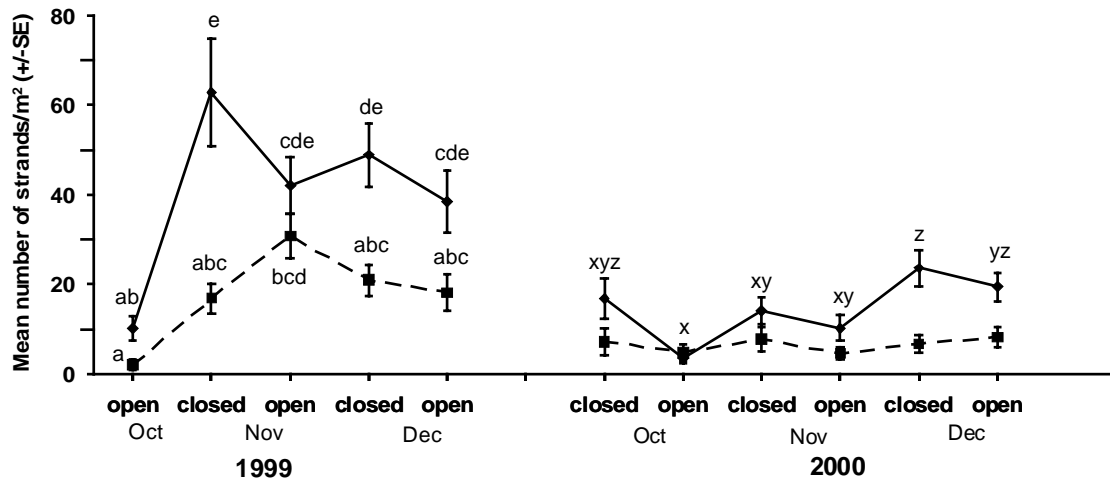 Mean number of strands/m² (+/-SE)
80
60
40
20
0
e
de
cde
cde
abc
abc
abc
bcd
ab
a
xyz
x
xy
xy
z
yz
open closed open closed open closed open closed open closed open
Oct Nov Dec Oct Nov Dec
1999 2000